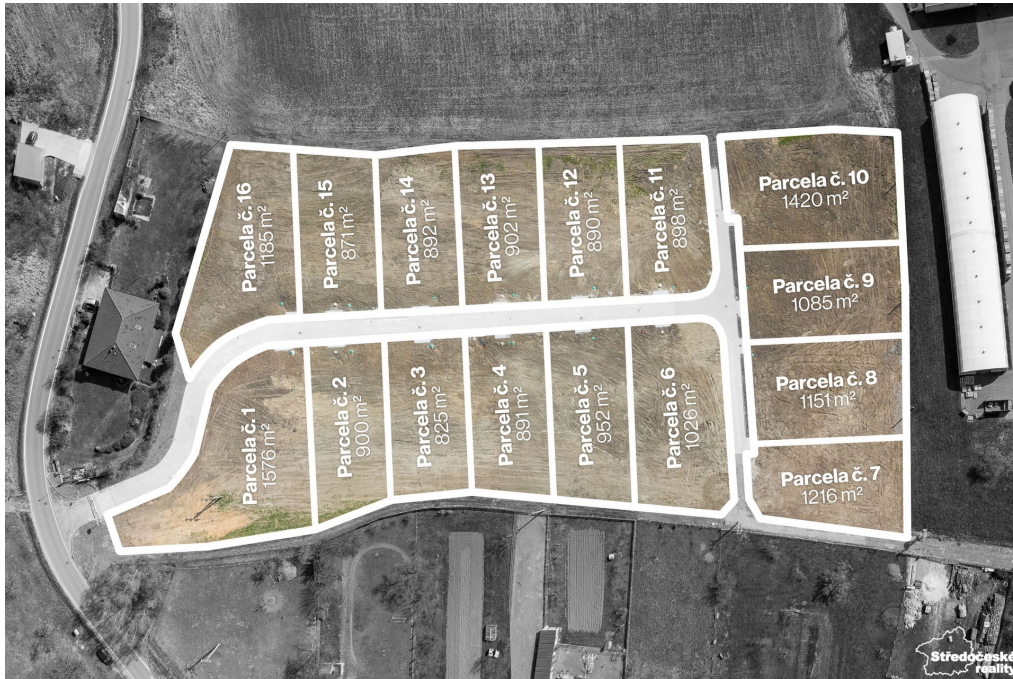 Parcela č. 16
1185 m²
Parcela č. 15
871 m²
Parcela č. 14
892 m²
Parcela č. 13
902 m²
Parcela č. 12
890 m²
Parcela č. 11
898 m²
Parcela č. 10
1420 m²
Parcela č. 9
1085 m²
Parcela č. 8
1151 m²
Parcela č. 7
1216 m²
Parcela č. 1
1576 m²
Parcela č. 2
900 m²
Parcela č. 3
825 m²
Parcela č. 4
891 m²
Parcela č. 5
952 m²
Parcela č. 6
1026 m²
Středočeské
reality